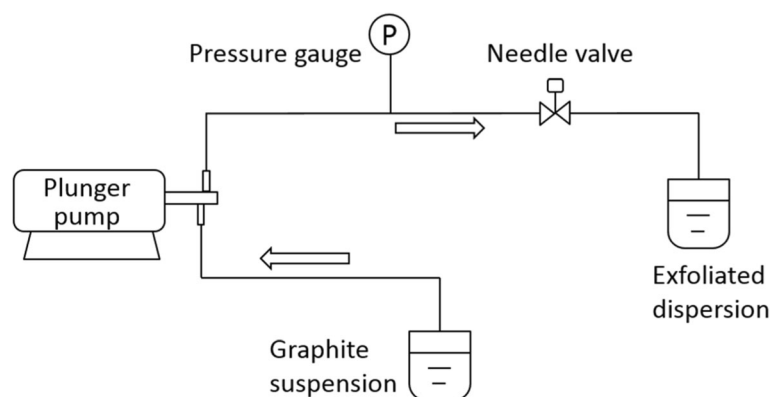 P
Pressure gauge
Needle valve
Plunger
pump
Exfoliated
dispersion
Graphite
suspension